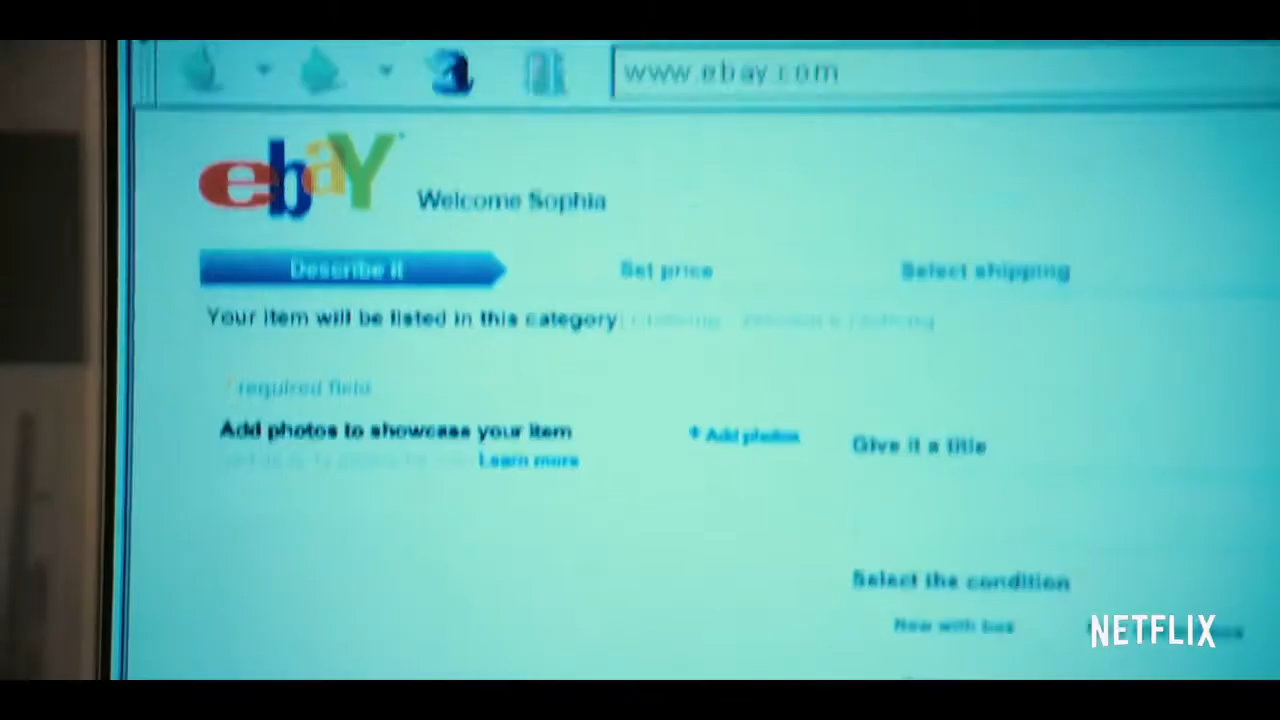 www.ebay.com
ebaY
Welcome Sophia
Describe it
Set price
Select shipping
Your item will be listed in this category
* required field
Add photos to showcase your item
+ Add photos
Give it a title
Learn more
Select the condition
New with box
NETFLIX